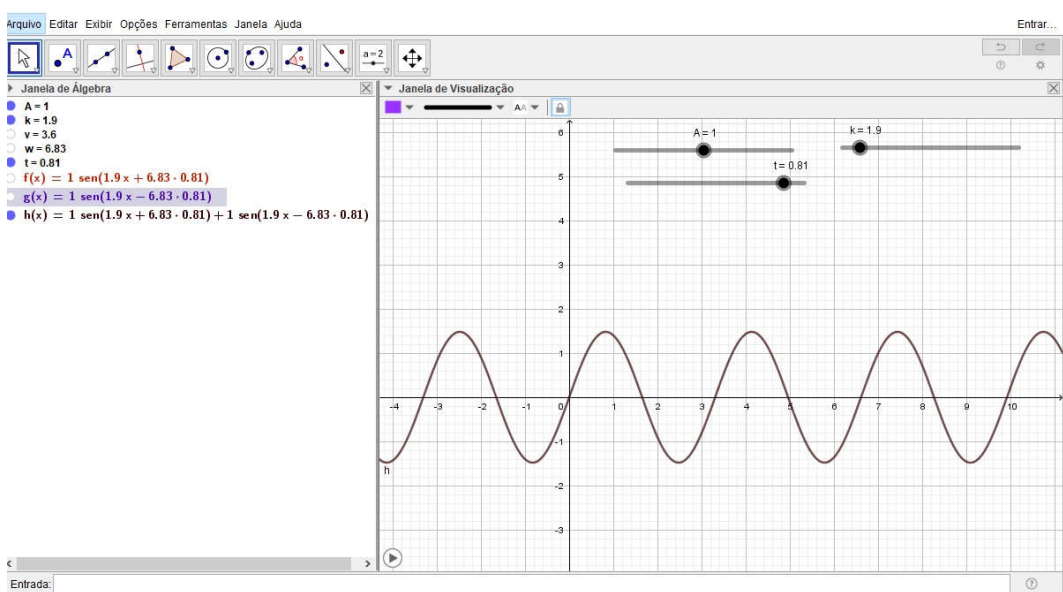 Arquivo Editar Exibir Opções Ferramentas Janela Ajuda Entrar...
A a=2
Janela de Álgebra
A = 1
k = 1.9
v = 3.6
w = 6.83
t = 0.81
f(x) = 1 sen(1.9 x + 6.83 · 0.81)
g(x) = 1 sen(1.9 x − 6.83 · 0.81)
h(x) = 1 sen(1.9 x + 6.83 · 0.81) + 1 sen(1.9 x − 6.83 · 0.81)
Janela de Visualização
AA
A = 1
k = 1.9
t = 0.81
6
5
4
3
2
1
-4 -3 -2 -1 0 1 2 3 4 5 6 7 8 9 10
-1
h
-2
-3
Entrada: